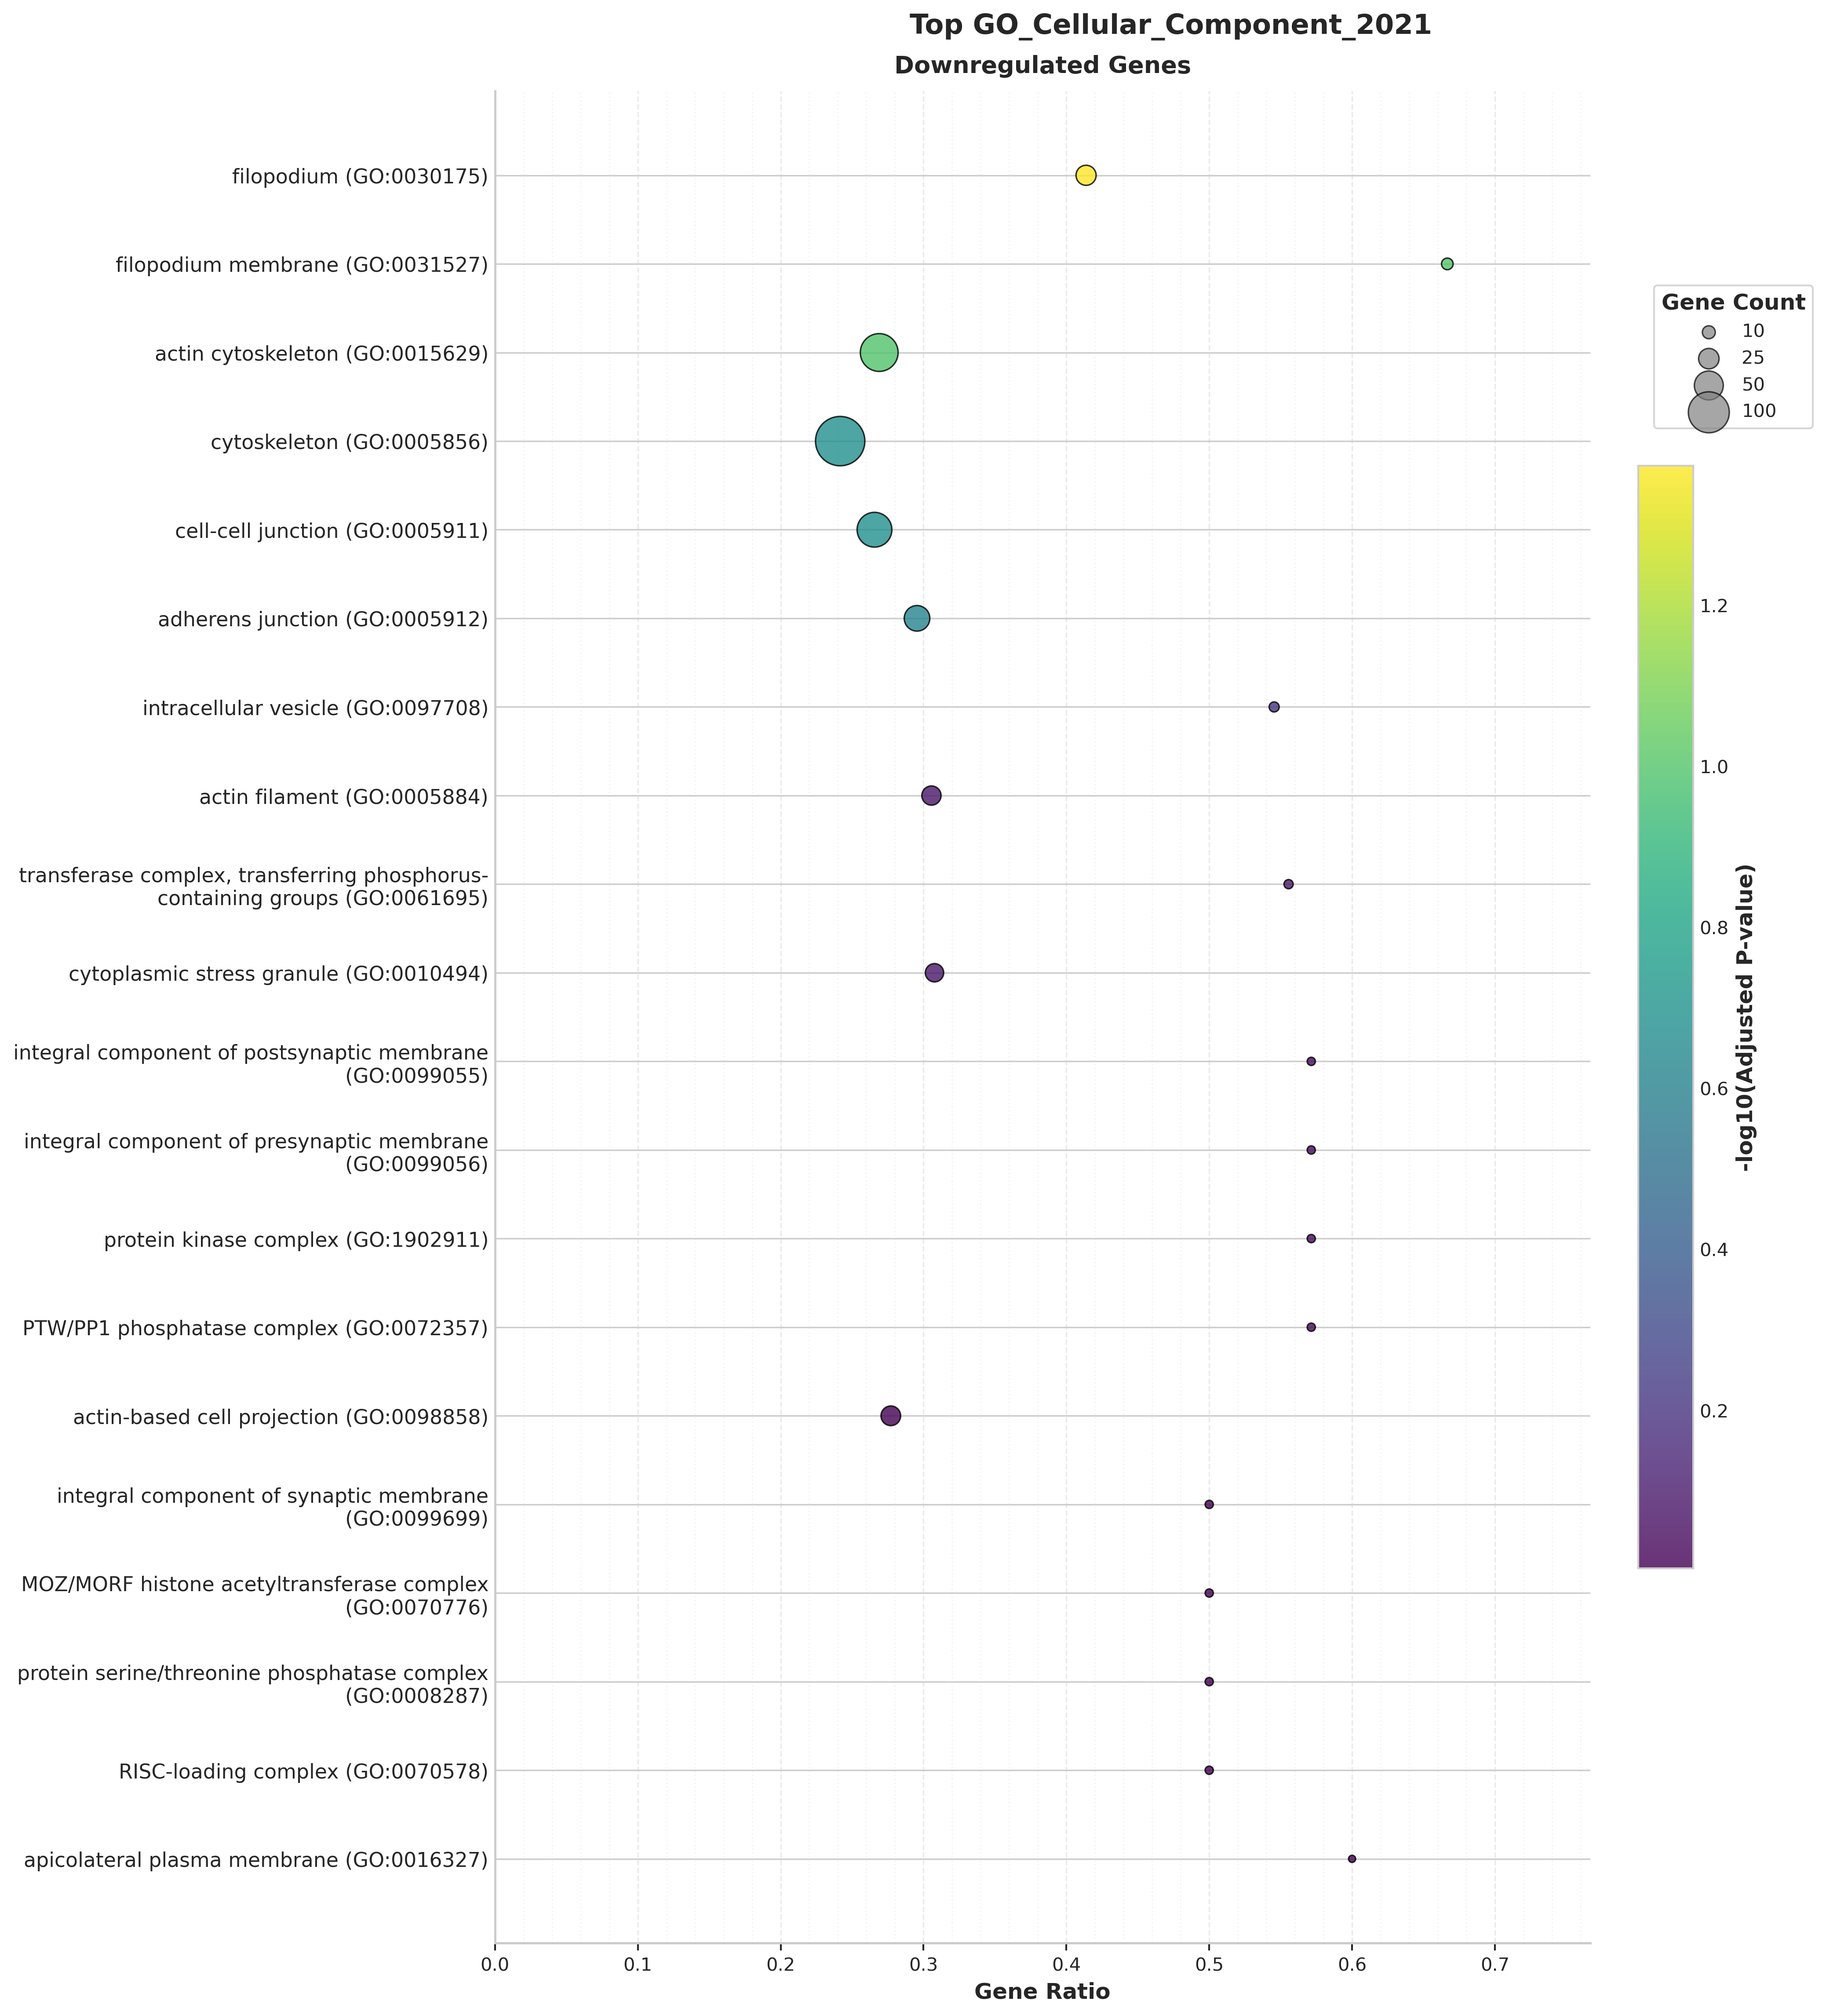 Top GO_Cellular_Component_2021
Downregulated Genes
filopodium (GO:0030175)
filopodium membrane (GO:0031527)
actin cytoskeleton (GO:0015629)
cytoskeleton (GO:0005856)
cell-cell junction (GO:0005911)
adherens junction (GO:0005912)
intracellular vesicle (GO:0097708)
actin filament (GO:0005884)
transferase complex, transferring phosphorus-
containing groups (GO:0061695)
cytoplasmic stress granule (GO:0010494)
integral component of postsynaptic membrane
(GO:0099055)
integral component of presynaptic membrane
(GO:0099056)
protein kinase complex (GO:1902911)
PTW/PP1 phosphatase complex (GO:0072357)
actin-based cell projection (GO:0098858)
integral component of synaptic membrane
(GO:0099699)
MOZ/MORF histone acetyltransferase complex
(GO:0070776)
protein serine/threonine phosphatase complex
(GO:0008287)
RISC-loading complex (GO:0070578)
apicolateral plasma membrane (GO:0016327)
0.0 0.1 0.2 0.3 0.4 0.5 0.6 0.7
Gene Ratio
Gene Count
10
25
50
100
1.2
1.0
0.8
0.6
0.4
0.2
-log10(Adjusted P-value)